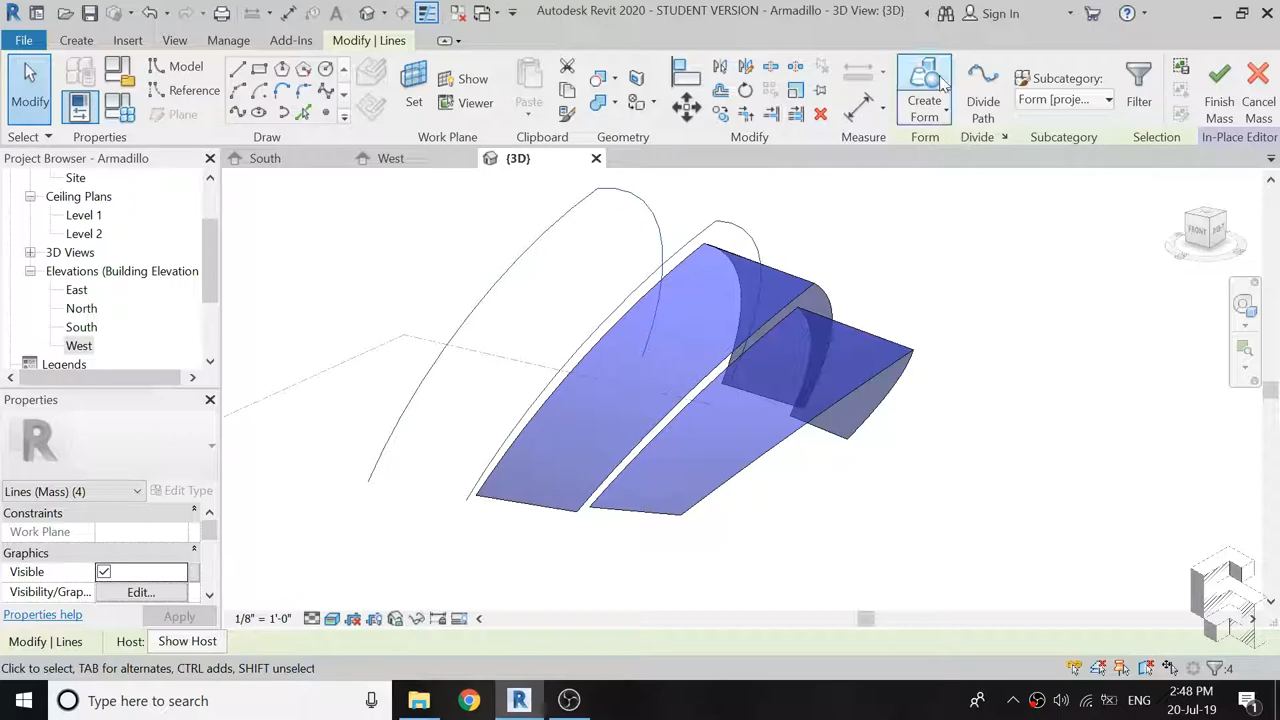 Autodesk Revit 2020 - STUDENT VERSION - Armadillo - 3D View: {3D}
Sign In
File
Create
Insert
View
Manage
Add-Ins
Modify | Lines
Modify
Model
Reference
Plane
Set
Show
Viewer
Paste
Create Form
Divide Path
Subcategory:
Form [proje...
Filter
Finish Mass
Cancel Mass
Select
Properties
Draw
Work Plane
Clipboard
Geometry
Modify
Measure
Form
Divide
Subcategory
Selection
In-Place Editor
Project Browser - Armadillo
South
West
{3D}
Site
Ceiling Plans
Level 1
Level 2
3D Views
Elevations (Building Elevation
East
North
South
West
Legends
FRONT
Properties
Lines (Mass) (4)
Edit Type
Constraints
Work Plane
Graphics
Visible
Visibility/Grap...
Edit...
Properties help
Apply
1/8" = 1'-0"
Modify | Lines
Host:
Show Host
Click to select, TAB for alternates, CTRL adds, SHIFT unselect
:4
Type here to search
ENG
2:48 PM
20-Jul-19
1